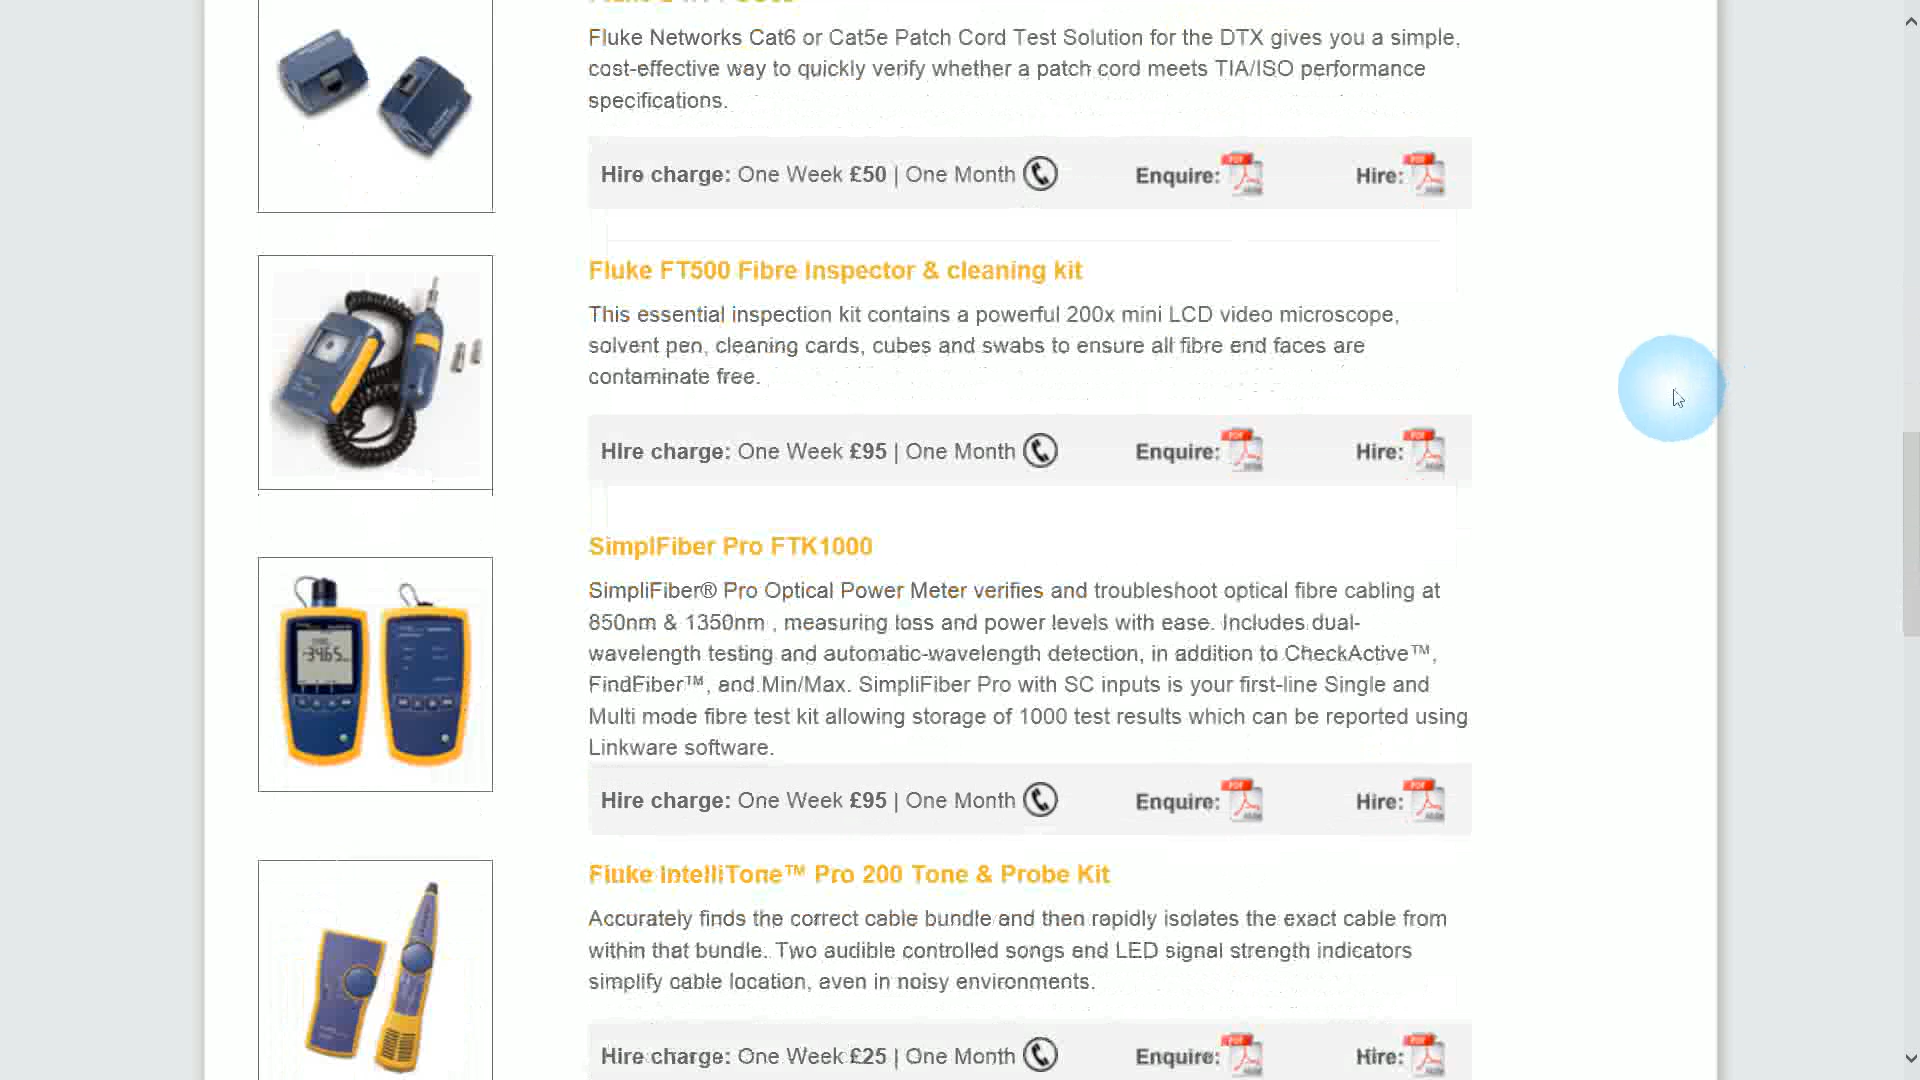 Fluke Networks Cat6 or Cat5e Patch Cord Test Solution for the DTX gives you a simple,
cost-effective way to quickly verify whether a patch cord meets TIA/ISO performance
specifications.
Hire charge: One Week £50 | One Month
Enquire:
Hire:
Fluke FT500 Fibre Inspector & cleaning kit
This essential inspection kit contains a powerful 200x mini LCD video microscope,
solvent pen, cleaning cards, cubes and swabs to ensure all fibre end faces are
contaminate free.
Hire charge: One Week £95 | One Month
Enquire:
Hire:
SimplFiber Pro FTK1000
SimpliFiber® Pro Optical Power Meter verifies and troubleshoot optical fibre cabling at
850nm & 1350nm , measuring loss and power levels with ease. Includes dual-
wavelength testing and automatic-wavelength detection, in addition to CheckActive™,
FindFiber™, and Min/Max. SimpliFiber Pro with SC inputs is your first-line Single and
Multi mode fibre test kit allowing storage of 1000 test results which can be reported using
Linkware software.
Hire charge: One Week £95 | One Month
Enquire:
Hire:
Fluke IntelliTone™ Pro 200 Tone & Probe Kit
Accurately finds the correct cable bundle and then rapidly isolates the exact cable from
within that bundle. Two audible controlled songs and LED signal strength indicators
simplify cable location, even in noisy environments.
Hire charge: One Week £25 | One Month
Enquire:
Hire: